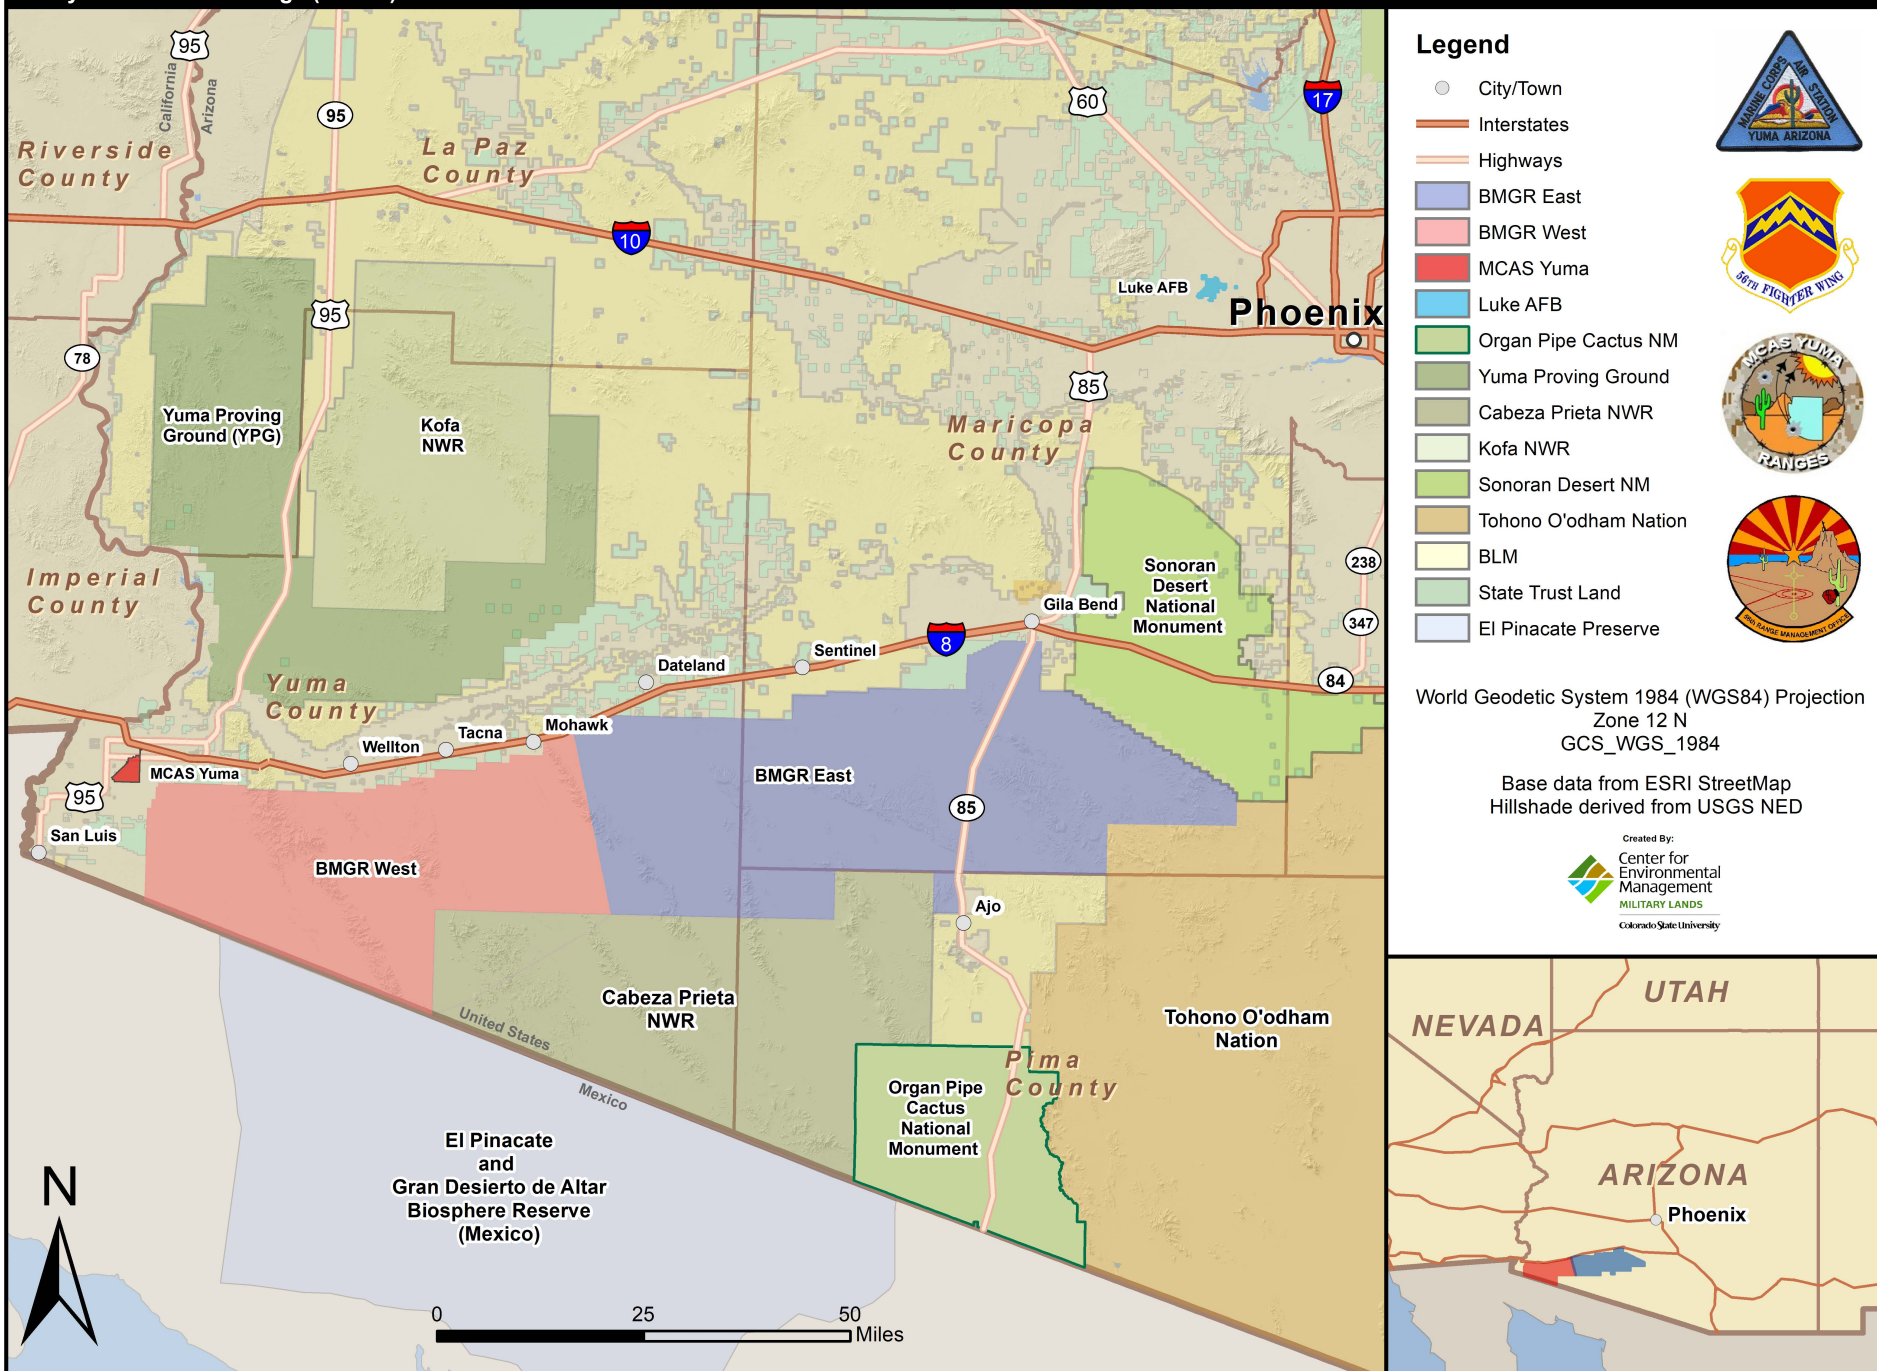 95
California
Arizona
95
60
17
Riverside
County
La Paz
County
10
Luke AFB
Phoenix
95
78
85
Yuma Proving
Ground (YPG)
Kofa
NWR
Maricopa
County
Imperial
County
Sonoran
Desert
National
Monument
238
347
84
Gila Bend
8
Sentinel
Dateland
Yuma
County
Mohawk
Tacna
Wellton
MCAS Yuma
95
San Luis
BMGR East
85
BMGR West
Ajo
Cabeza Prieta
NWR
United States
Mexico
Tohono O'odham
Nation
Pima
County
Organ Pipe
Cactus
National
Monument
El Pinacate
and
Gran Desierto de Altar
Biosphere Reserve
(Mexico)
N
0 25 50
Miles
Legend
City/Town
Interstates
Highways
BMGR East
BMGR West
MCAS Yuma
Luke AFB
Organ Pipe Cactus NM
Yuma Proving Ground
Cabeza Prieta NWR
Kofa NWR
Sonoran Desert NM
Tohono O'odham Nation
BLM
State Trust Land
El Pinacate Preserve
MARINE CORPS AIR STATION
YUMA ARIZONA
56TH FIGHTER WING
MCAS YUMA
RANGES
56th RANGE MANAGEMENT OFFICE
World Geodetic System 1984 (WGS84) Projection
Zone 12 N
GCS_WGS_1984
Base data from ESRI StreetMap
Hillshade derived from USGS NED
Created By:
Center for
Environmental
Management
MILITARY LANDS
Colorado State University
UTAH
NEVADA
ARIZONA
Phoenix